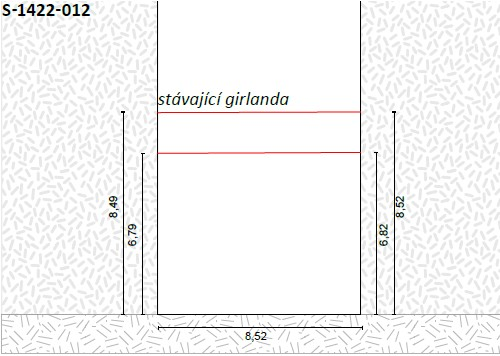 S-1422-012
stávající girlanda
8,49
6,79
6,82
8,52
8,52